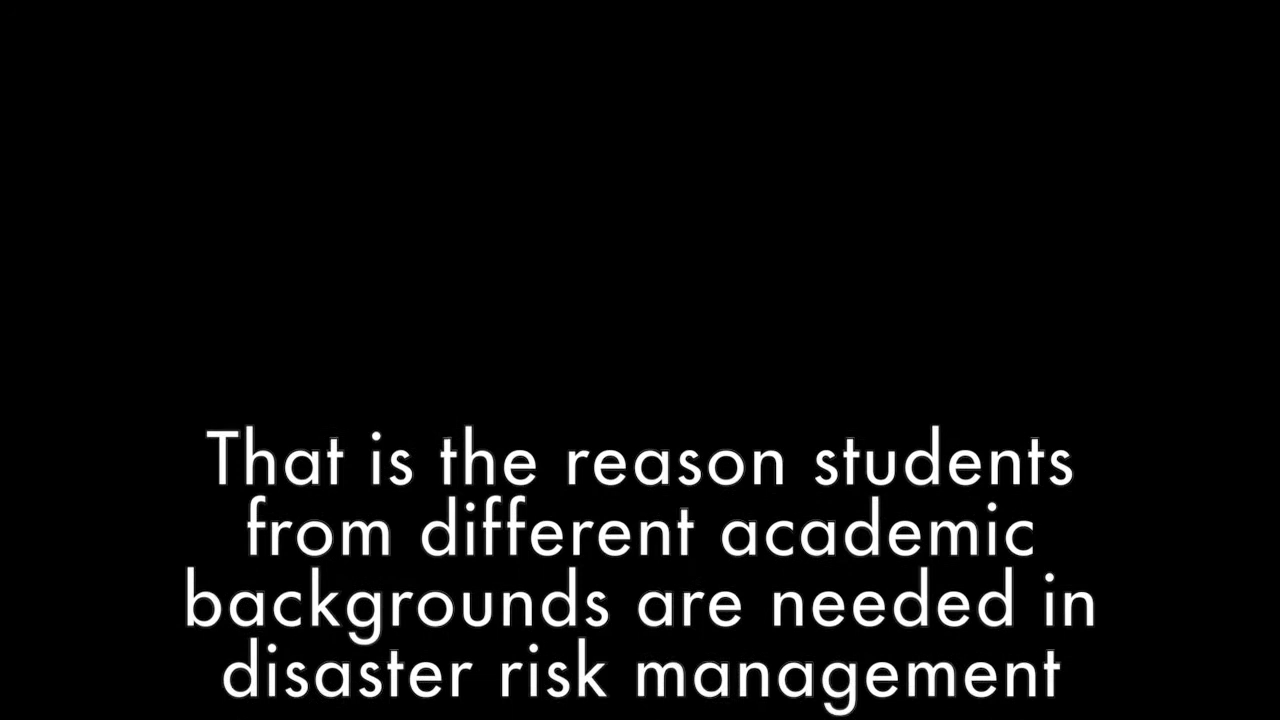 That is the reason students
from different academic
backgrounds are needed in
disaster risk management